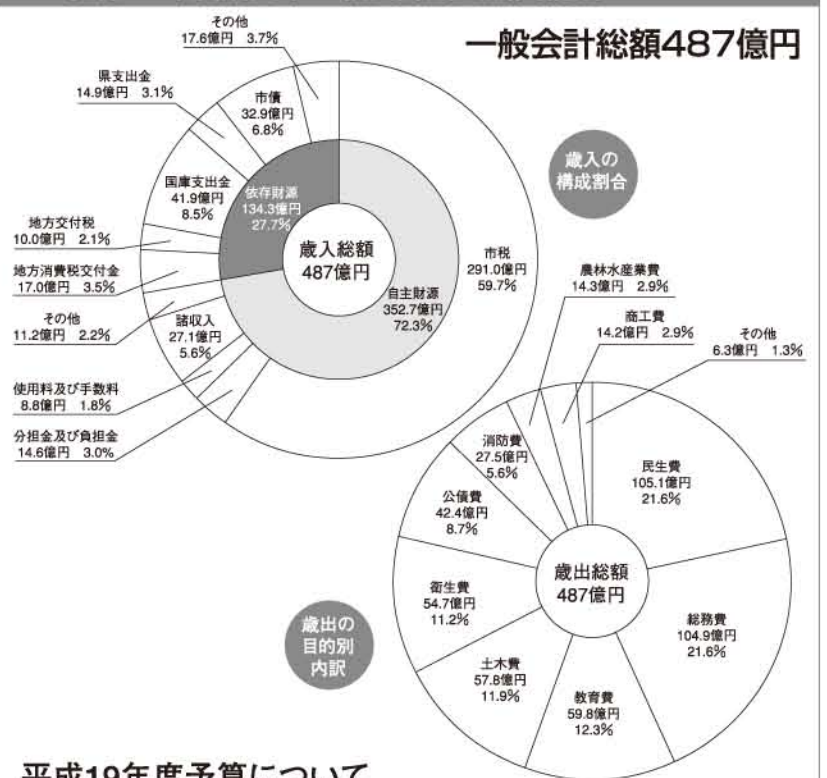 一般会計総額487億円
歳入の
構成割合
歳入総額
487億円
自主財源
352.7億円
72.3%
依存財源
134.3億円
27.7%
市税
291.0億円
59.7%
分担金及び負担金
14.6億円 3.0%
使用料及び手数料
8.8億円 1.8%
諸収入
27.1億円
5.6%
その他
11.2億円 2.2%
地方消費税交付金
17.0億円 3.5%
地方交付税
10.0億円 2.1%
国庫支出金
41.9億円
8.5%
県支出金
14.9億円 3.1%
市債
32.9億円
6.8%
その他
17.6億円 3.7%
歳出の
目的別
内訳
歳出総額
487億円
民生費
105.1億円
21.6%
総務費
104.9億円
21.6%
教育費
59.8億円
12.3%
土木費
57.8億円
11.9%
衛生費
54.7億円
11.2%
公債費
42.4億円
8.7%
消防費
27.5億円
5.6%
農林水産業費
14.3億円 2.9%
商工費
14.2億円 2.9%
その他
6.3億円 1.3%
平成19年度予算について